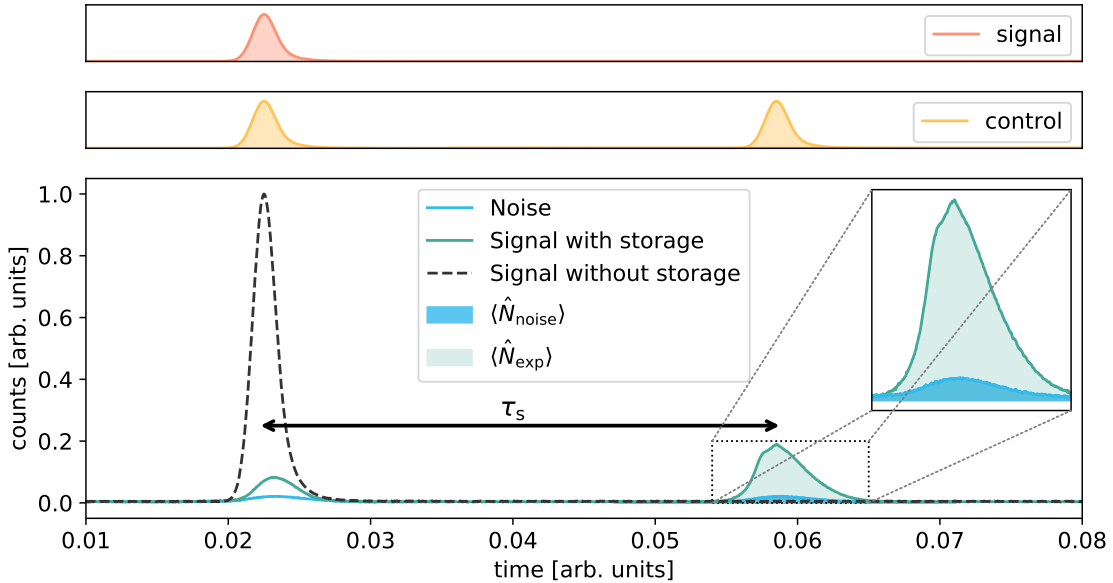 signal
control
1.0
0.8
0.6
0.4
0.2
0.0
counts [arb. units]
Noise
Signal with storage
Signal without storage
⟨N̂noise⟩
⟨N̂exp⟩
τs
0.01 0.02 0.03 0.04 0.05 0.06 0.07 0.08
time [arb. units]